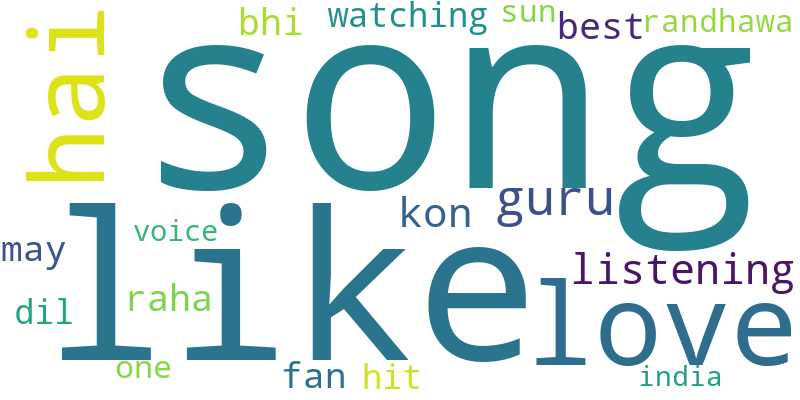 bhi watching sun best randhawa
hai song
kon guru
may voice like listening
dil raha love
one fan hit india